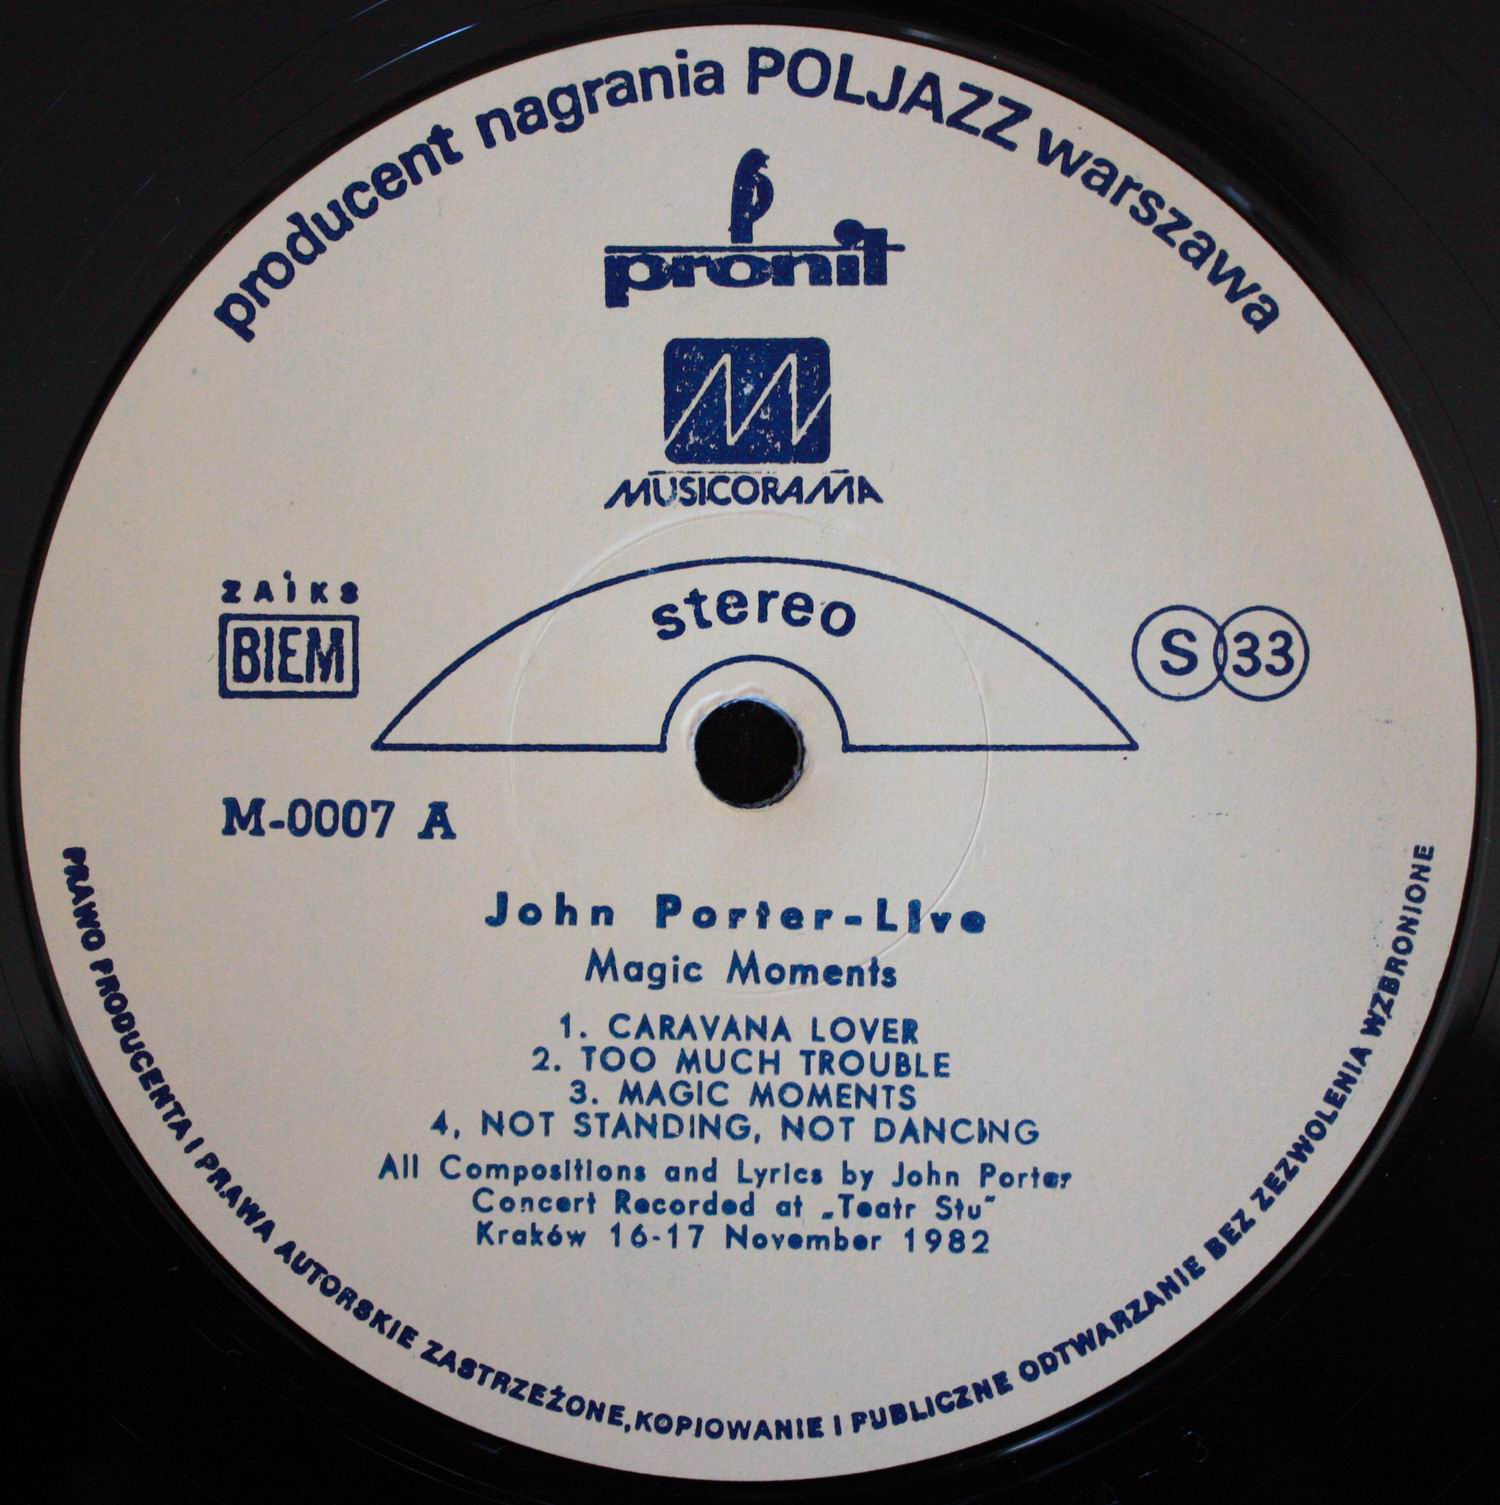 producent nagrania POLJAZZ warszawa
pronit
MUSICORAMA
stereo
ZAiKS
BIEM
S 33
M-0007 A
John Porter-Live
Magic Moments
1. CARAVANA LOVER
2. TOO MUCH TROUBLE
3. MAGIC MOMENTS
4, NOT STANDING, NOT DANCING
All Compositions and Lyrics by John Porter
Concert Recorded at „Teatr Stu"
Kraków 16-17 November 1982
PRAWO PRODUCENTA I PRAWA AUTORSKIE ZASTRZEŻONE, KOPIOWANIE I PUBLICZNE ODTWARZANIE BEZ ZEZWOLENIA WZBRONIONE